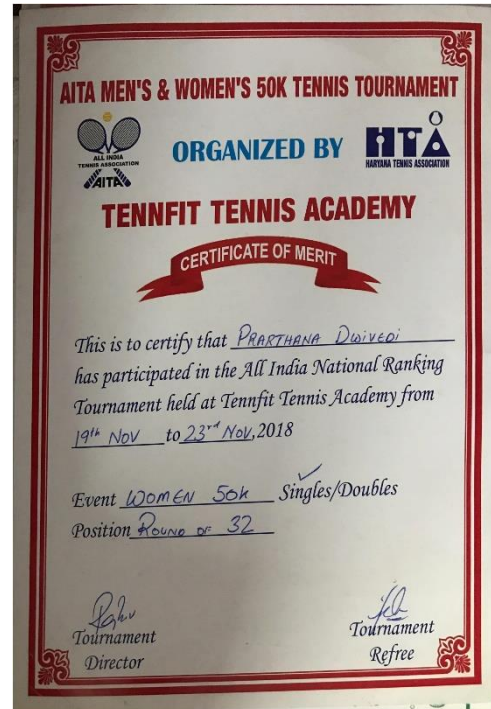 AITA MEN'S & WOMEN'S 50K TENNIS TOURNAMENT
ALL INDIA
TENNIS ASSOCIATION
AITA
ORGANIZED BY
HTA
HARYANA TENNIS ASSOCIATION
TENNFIT TENNIS ACADEMY
CERTIFICATE OF MERIT
This is to certify that PRARTHANA DWIVEDI
has participated in the All India National Ranking
Tournament held at Tennfit Tennis Academy from
19th Nov to 23rd Nov, 2018
Event WOMEN 50K Singles/Doubles
Position ROUND OF 32
Tournament
Director
Tournament
Refree